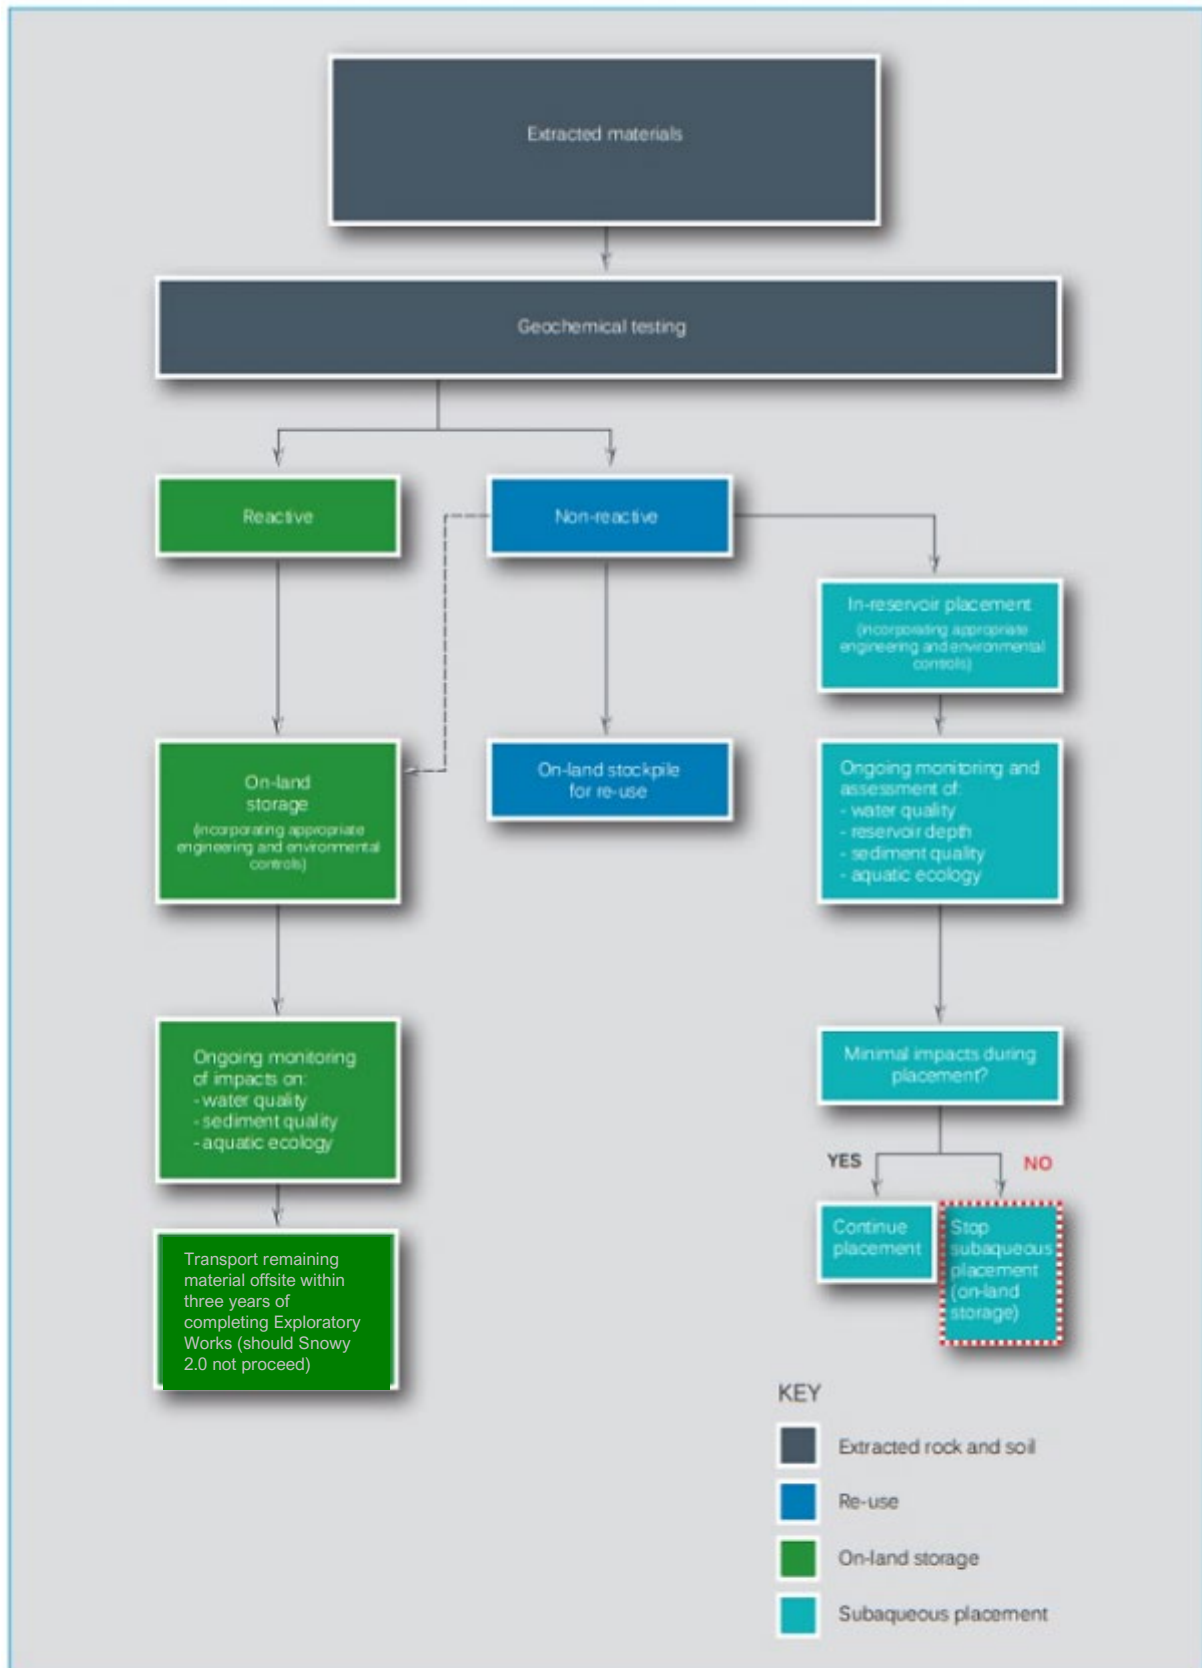 Extracted materials
Geochemical testing
Reactive
Non-reactive
In-reservoir placement
(incorporating appropriate
engineering and environmental
controls)
On-land
storage
(incorporating appropriate
engineering and environmental
controls)
On-land stockpile
for re-use
Ongoing monitoring and
assessment of:
- water quality
- reservoir depth
- sediment quality
- aquatic ecology
Ongoing monitoring
of impacts on:
- water quality
- sediment quality
- aquatic ecology
Minimal impacts during
placement?
YES
NO
Continue
placement
Stop
subaqueous
placement
(on-land
storage)
Transport remaining
material offsite within
three years of
completing Exploratory
Works (should Snowy
2.0 not proceed)
KEY
Extracted rock and soil
Re-use
On-land storage
Subaqueous placement